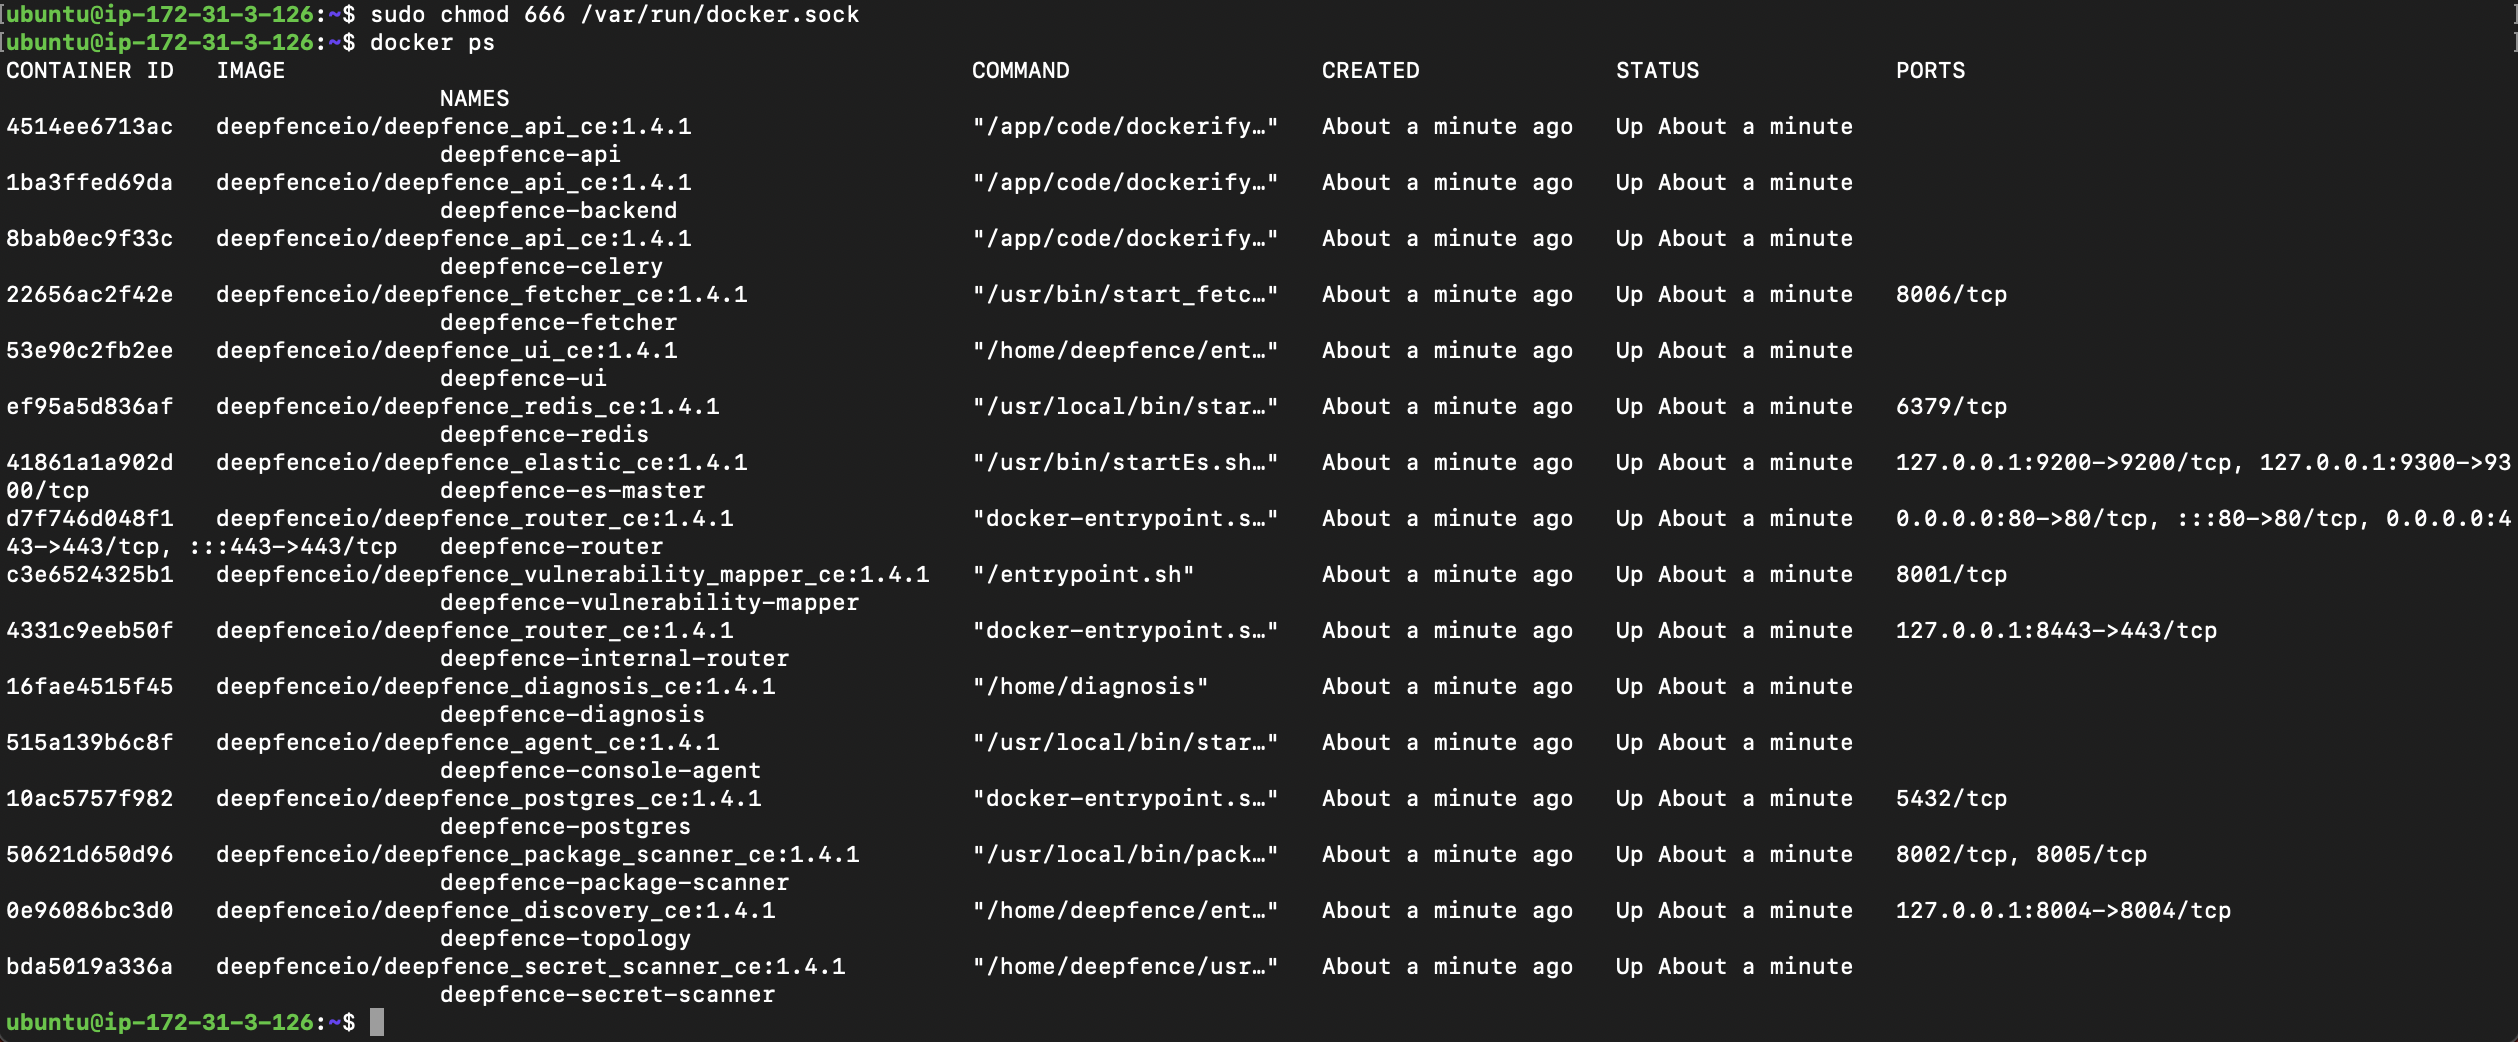 [ubuntu@ip-172-31-3-126:~$ sudo chmod 666 /var/run/docker.sock ]
[ubuntu@ip-172-31-3-126:~$ docker ps ]
CONTAINER ID   IMAGE   COMMAND   CREATED   STATUS   PORTS
NAMES
4514ee6713ac   deepfenceio/deepfence_api_ce:1.4.1   "/app/code/dockerify…"   About a minute ago   Up About a minute
deepfence-api
1ba3ffed69da   deepfenceio/deepfence_api_ce:1.4.1   "/app/code/dockerify…"   About a minute ago   Up About a minute
deepfence-backend
8bab0ec9f33c   deepfenceio/deepfence_api_ce:1.4.1   "/app/code/dockerify…"   About a minute ago   Up About a minute
deepfence-celery
22656ac2f42e   deepfenceio/deepfence_fetcher_ce:1.4.1   "/usr/bin/start_fetc…"   About a minute ago   Up About a minute   8006/tcp
deepfence-fetcher
53e90c2fb2ee   deepfenceio/deepfence_ui_ce:1.4.1   "/home/deepfence/ent…"   About a minute ago   Up About a minute
deepfence-ui
ef95a5d836af   deepfenceio/deepfence_redis_ce:1.4.1   "/usr/local/bin/star…"   About a minute ago   Up About a minute   6379/tcp
deepfence-redis
41861a1a902d   deepfenceio/deepfence_elastic_ce:1.4.1   "/usr/bin/startEs.sh…"   About a minute ago   Up About a minute   127.0.0.1:9200->9200/tcp, 127.0.0.1:9300->93
00/tcp   deepfence-es-master
d7f746d048f1   deepfenceio/deepfence_router_ce:1.4.1   "docker-entrypoint.s…"   About a minute ago   Up About a minute   0.0.0.0:80->80/tcp, :::80->80/tcp, 0.0.0.0:4
43->443/tcp, :::443->443/tcp   deepfence-router
c3e6524325b1   deepfenceio/deepfence_vulnerability_mapper_ce:1.4.1   "/entrypoint.sh"   About a minute ago   Up About a minute   8001/tcp
deepfence-vulnerability-mapper
4331c9eeb50f   deepfenceio/deepfence_router_ce:1.4.1   "docker-entrypoint.s…"   About a minute ago   Up About a minute   127.0.0.1:8443->443/tcp
deepfence-internal-router
16fae4515f45   deepfenceio/deepfence_diagnosis_ce:1.4.1   "/home/diagnosis"   About a minute ago   Up About a minute
deepfence-diagnosis
515a139b6c8f   deepfenceio/deepfence_agent_ce:1.4.1   "/usr/local/bin/star…"   About a minute ago   Up About a minute
deepfence-console-agent
10ac5757f982   deepfenceio/deepfence_postgres_ce:1.4.1   "docker-entrypoint.s…"   About a minute ago   Up About a minute   5432/tcp
deepfence-postgres
50621d650d96   deepfenceio/deepfence_package_scanner_ce:1.4.1   "/usr/local/bin/pack…"   About a minute ago   Up About a minute   8002/tcp, 8005/tcp
deepfence-package-scanner
0e96086bc3d0   deepfenceio/deepfence_discovery_ce:1.4.1   "/home/deepfence/ent…"   About a minute ago   Up About a minute   127.0.0.1:8004->8004/tcp
deepfence-topology
bda5019a336a   deepfenceio/deepfence_secret_scanner_ce:1.4.1   "/home/deepfence/usr…"   About a minute ago   Up About a minute
deepfence-secret-scanner
ubuntu@ip-172-31-3-126:~$